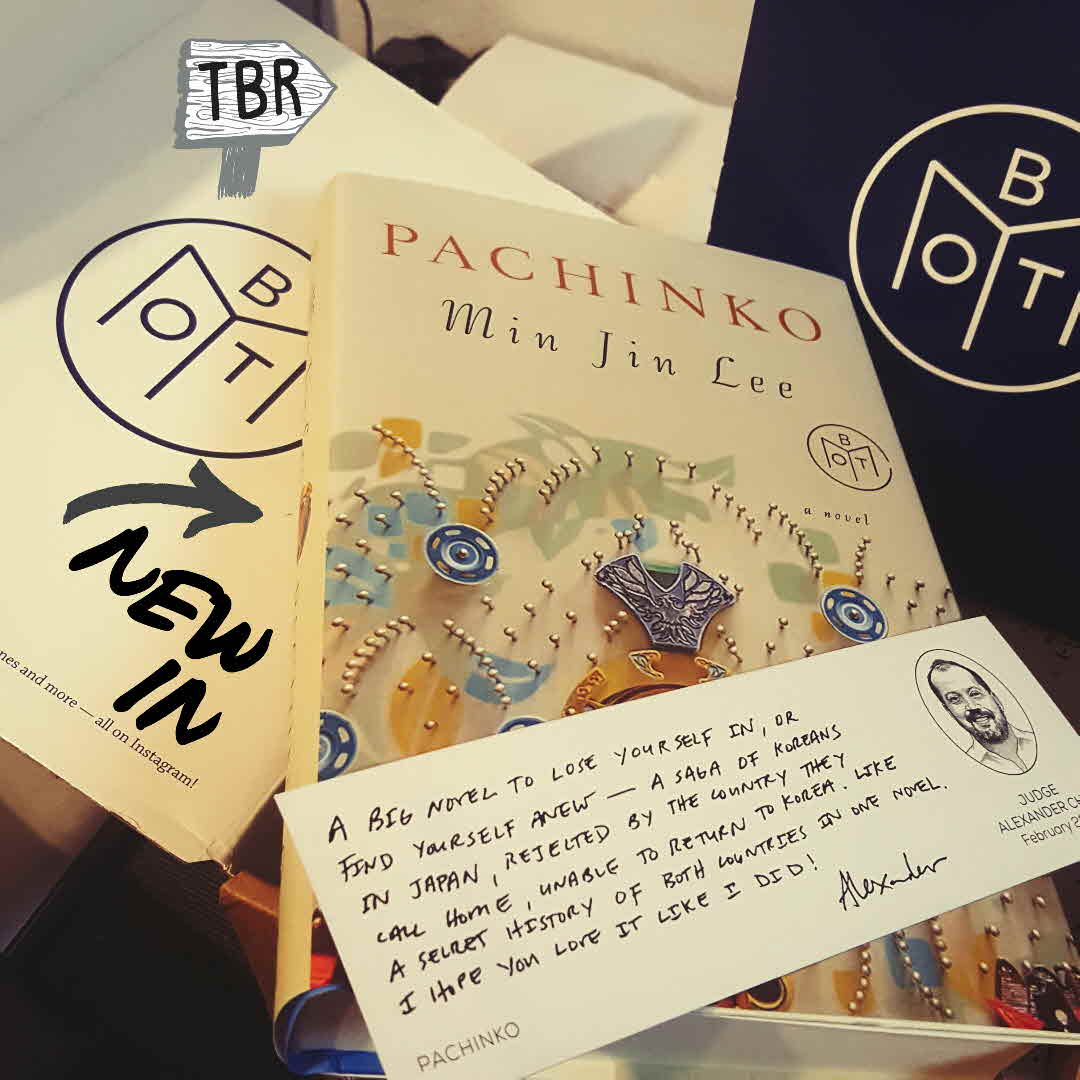 TBR
B
O T
B
O T
PACHINKO
Min Jin Lee
B
O T
a novel
NEW
IN
and more — all on Instagram!
A BIG NOVEL TO LOSE YOURSELF IN, OR
FIND YOURSELF ANEW — A SAGA OF KOREANS
IN JAPAN, REJECTED BY THE COUNTRY THEY
CALL HOME, UNABLE TO RETURN TO KOREA. LIKE
A SECRET HISTORY OF BOTH COUNTRIES IN ONE NOVEL.
I HOPE YOU LOVE IT LIKE I DID!
Alexander
JUDGE
ALEXANDER
February
PACHINKO